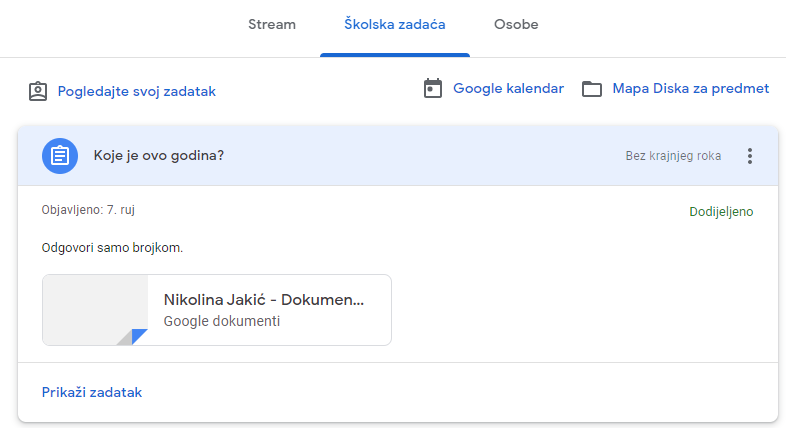 Stream Školska zadaća Osobe
Pogledajte svoj zadatak Google kalendar Mapa Diska za predmet
Koje je ovo godina? Bez krajnjeg roka
Objavljeno: 7. ruj Dodijeljeno
Odgovori samo brojkom.
Nikolina Jakić - Dokumen...
Google dokumenti
Prikaži zadatak